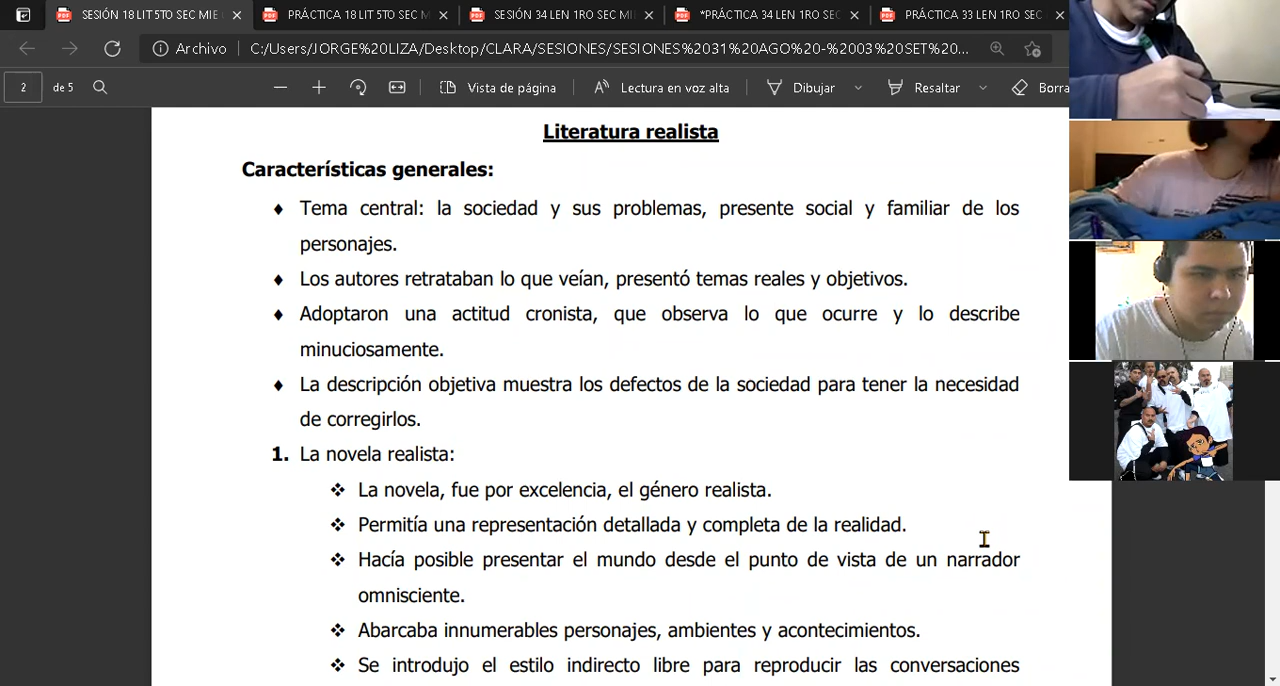 SESIÓN 18 LIT 5TO SEC MIE
PRÁCTICA 18 LIT 5TO SEC M
SESIÓN 34 LEN 1RO SEC MI
*PRÁCTICA 34 LEN 1RO SEC
PRÁCTICA 33 LEN 1RO SEC
Archivo
C:/Users/JORGE%20LIZA/Desktop/CLARA/SESIONES/SESIONES%2031%20AGO%20-%2003%20SET%20...
2 de 5
Vista de página
Lectura en voz alta
Dibujar
Resaltar
Borra
Literatura realista
Características generales:
♦ Tema central: la sociedad y sus problemas, presente social y familiar de los
personajes.
♦ Los autores retrataban lo que veían, presentó temas reales y objetivos.
♦ Adoptaron una actitud cronista, que observa lo que ocurre y lo describe
minuciosamente.
♦ La descripción objetiva muestra los defectos de la sociedad para tener la necesidad
de corregirlos.
1. La novela realista:
❖ La novela, fue por excelencia, el género realista.
❖ Permitía una representación detallada y completa de la realidad.
❖ Hacía posible presentar el mundo desde el punto de vista de un narrador
omnisciente.
❖ Abarcaba innumerables personajes, ambientes y acontecimientos.
❖ Se introdujo el estilo indirecto libre para reproducir las conversaciones